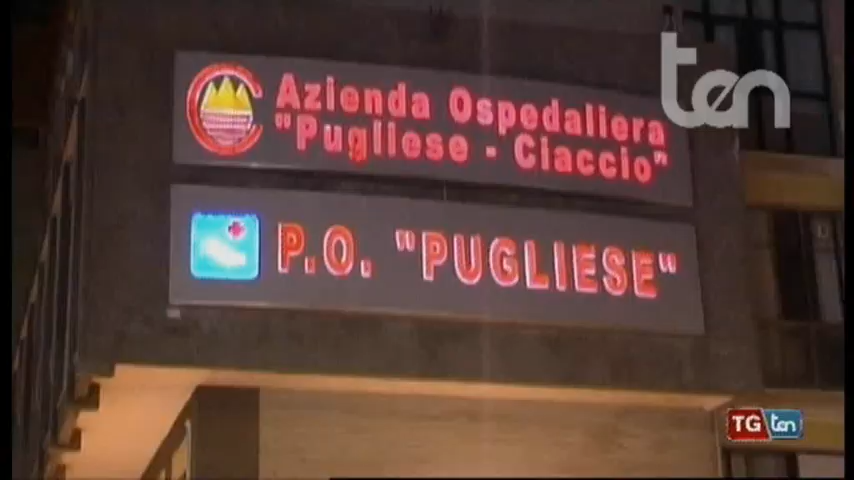 ten
Azienda Ospedaliera
"Pugliese - Ciaccio"
P.O. "PUGLIESE"
TG ten